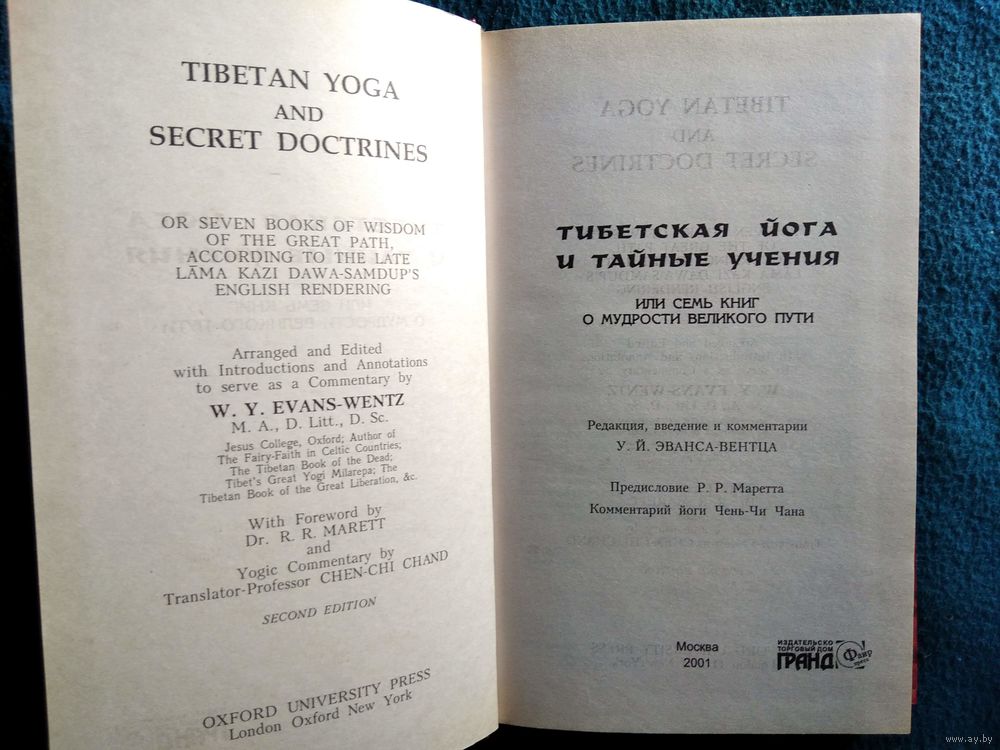 TIBETAN YOGA
AND
SECRET DOCTRINES
OR SEVEN BOOKS OF WISDOM
OF THE GREAT PATH,
ACCORDING TO THE LATE
LĀMA KAZI DAWA-SAMDUP'S
ENGLISH RENDERING
Arranged and Edited
with Introductions and Annotations
to serve as a Commentary by
W. Y. EVANS-WENTZ
M. A., D. Litt., D. Sc.
Jesus College, Oxford; Author of
The Fairy-Faith in Celtic Countries;
The Tibetan Book of the Dead;
Tibet's Great Yogi Milarepa; The
Tibetan Book of the Great Liberation, &c.
With Foreword by
Dr. R. R. MARETT
and
Yogic Commentary by
Translator-Professor CHEN-CHI CHAND
SECOND EDITION
OXFORD UNIVERSITY PRESS
London Oxford New York
ТИБЕТСКАЯ ЙОГА
И ТАЙНЫЕ УЧЕНИЯ
ИЛИ СЕМЬ КНИГ
О МУДРОСТИ ВЕЛИКОГО ПУТИ
Редакция, введение и комментарии
У. Й. ЭВАНСА-ВЕНТЦА
Предисловие Р. Р. Маретта
Комментарий йоги Чень-Чи Чана
Москва
2001
ИЗДАТЕЛЬСКО
ТОРГОВЫЙ ДОМ
ГРАНД
Фаир
пресс
www.ay.by